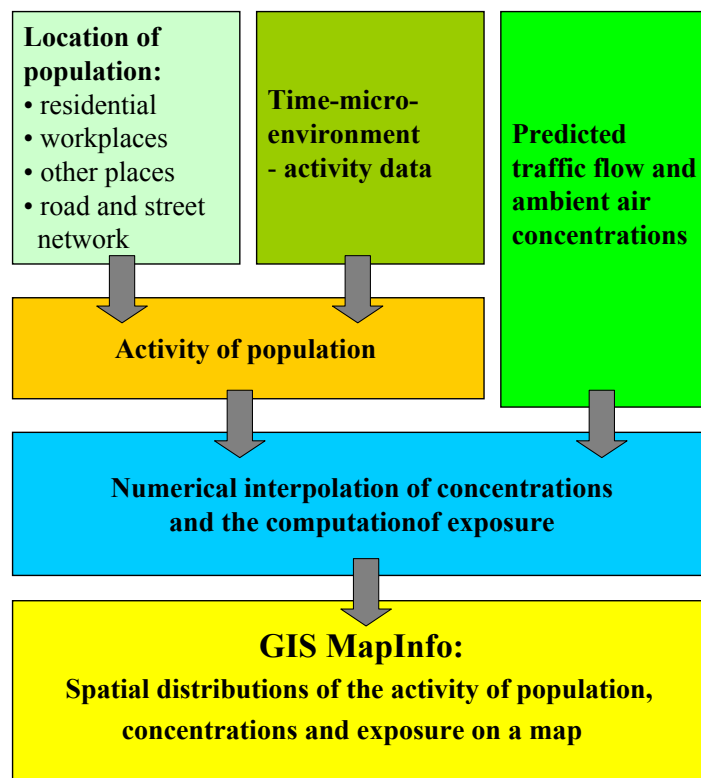 Location of
population:
• residential
• workplaces
• other places
• road and street
network
Time-micro-
environment
- activity data
Predicted
traffic flow and
ambient air
concentrations
Activity of population
Numerical interpolation of concentrations
and the computationof exposure
GIS MapInfo:
Spatial distributions of the activity of population,
concentrations and exposure on a map